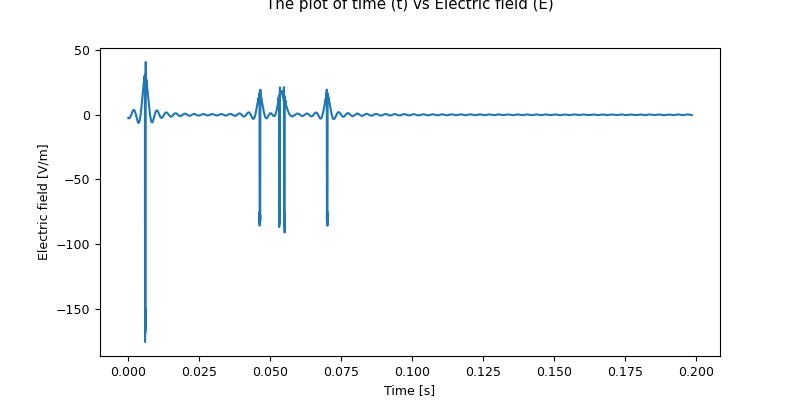 The plot of time (t) vs Electric field (E)
50
0
−50
−100
−150
Electric field [V/m]
0.000 0.025 0.050 0.075 0.100 0.125 0.150 0.175 0.200
Time [s]